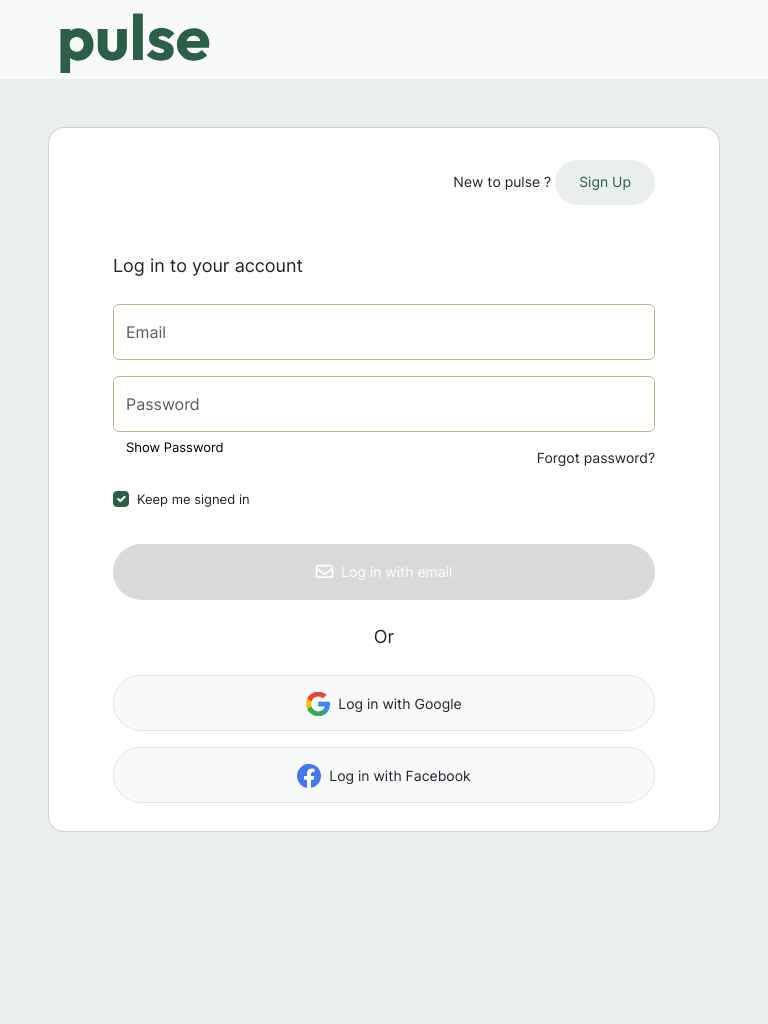 pulse
New to pulse ? Sign Up
Log in to your account
Email
Password
Show Password
Forgot password?
Keep me signed in
Log in with email
Or
Log in with Google
Log in with Facebook